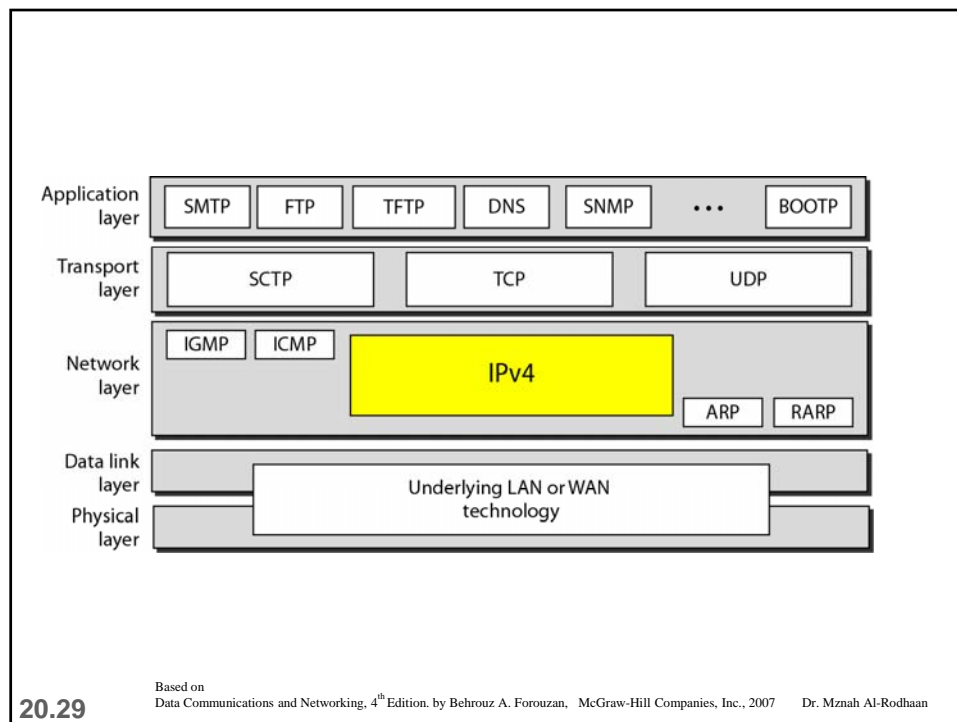 Application
layer
SMTP FTP TFTP DNS SNMP ... BOOTP
Transport
layer
SCTP TCP UDP
Network
layer
IGMP ICMP
IPv4
ARP RARP
Data link
layer
Physical
layer
Underlying LAN or WAN
technology
20.29
Based on
Data Communications and Networking, 4th Edition. by Behrouz A. Forouzan, McGraw-Hill Companies, Inc., 2007 Dr. Mznah Al-Rodhaan